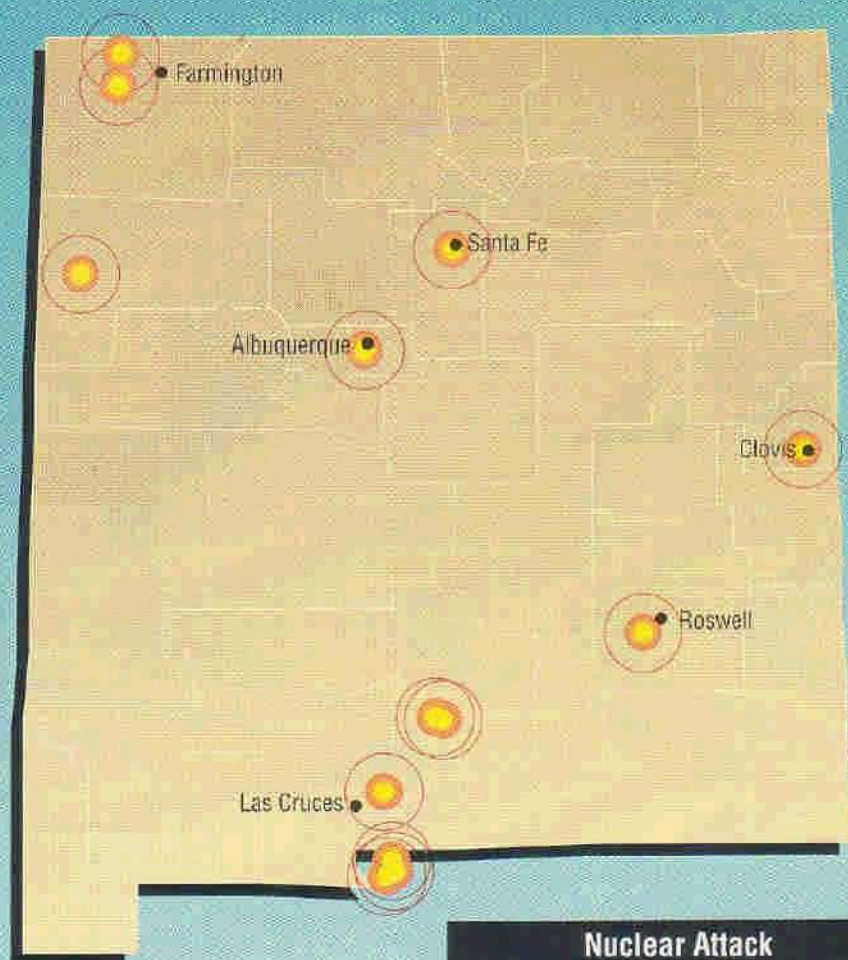 Farmington
Santa Fe
Albuquerque
Clovis
Roswell
Las Cruces
Nuclear Attack